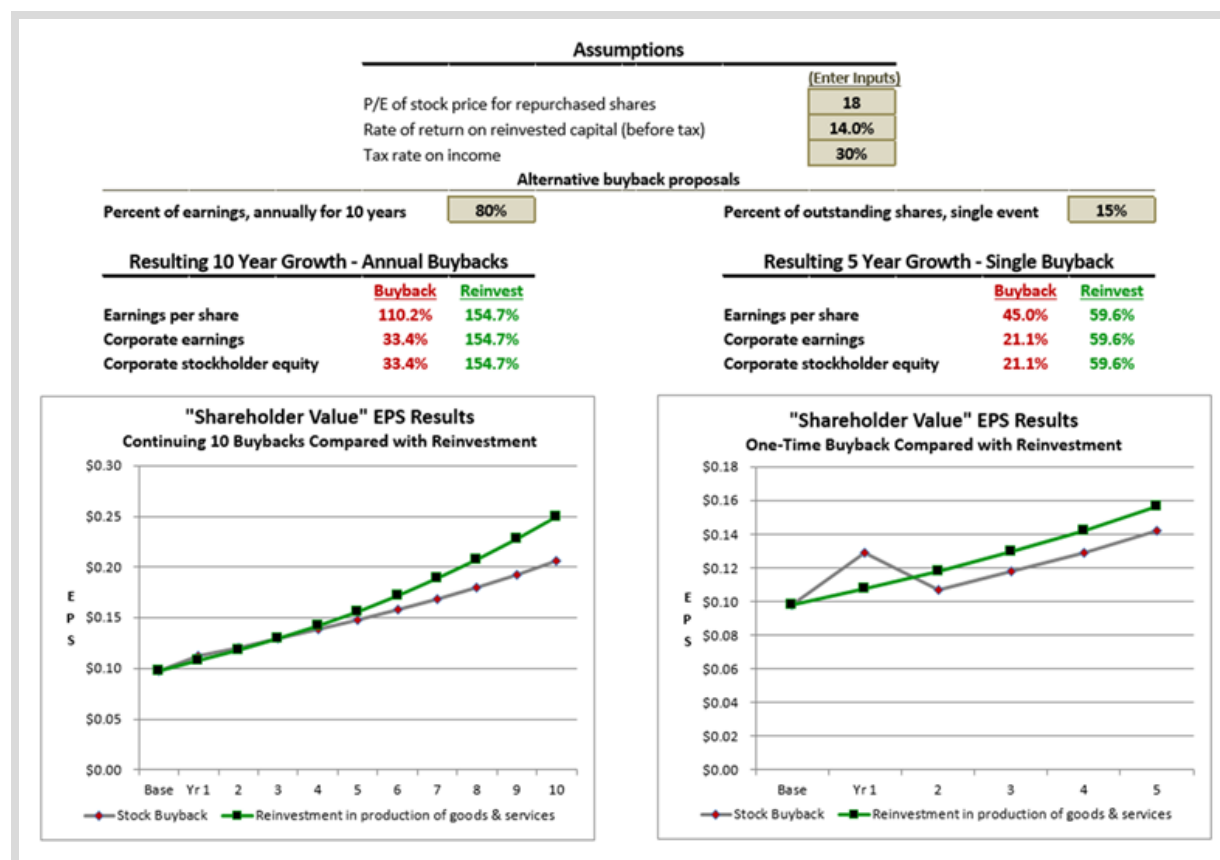 Assumptions
(Enter Inputs)
P/E of stock price for repurchased shares 18
Rate of return on reinvested capital (before tax) 14.0%
Tax rate on income 30%
Alternative buyback proposals
Percent of earnings, annually for 10 years 80%
Percent of outstanding shares, single event 15%
Resulting 10 Year Growth - Annual Buybacks
Buyback Reinvest
Earnings per share 110.2% 154.7%
Corporate earnings 33.4% 154.7%
Corporate stockholder equity 33.4% 154.7%
Resulting 5 Year Growth - Single Buyback
Buyback Reinvest
Earnings per share 45.0% 59.6%
Corporate earnings 21.1% 59.6%
Corporate stockholder equity 21.1% 59.6%
"Shareholder Value" EPS Results
Continuing 10 Buybacks Compared with Reinvestment
$0.30
$0.25
$0.20
$0.15
$0.10
$0.05
$0.00
E
P
S
Base Yr 1 2 3 4 5 6 7 8 9 10
Stock Buyback Reinvestment in production of goods & services
"Shareholder Value" EPS Results
One-Time Buyback Compared with Reinvestment
$0.18
$0.16
$0.14
$0.12
$0.10
$0.08
$0.06
$0.04
$0.02
$0.00
E
P
S
Base Yr 1 2 3 4 5
Stock Buyback Reinvestment in production of goods & services